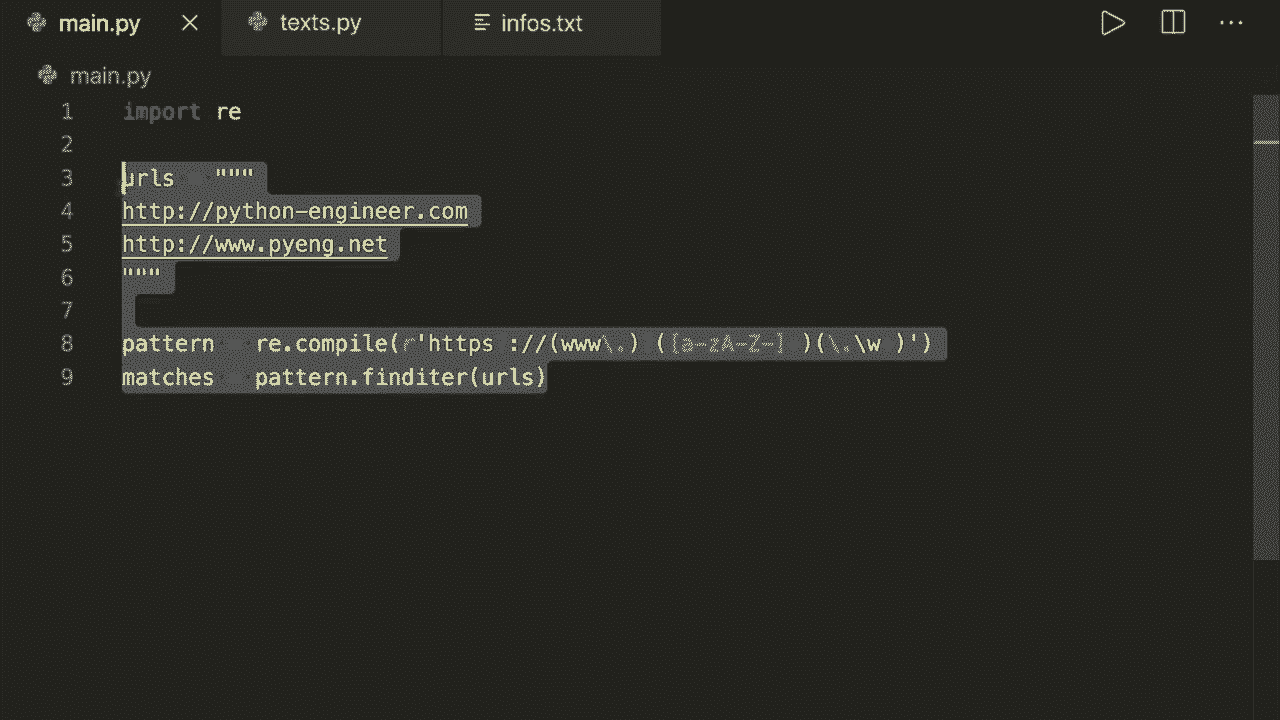 main.py texts.py infos.txt
main.py
1 import re
2
3 urls """
4 http://python-engineer.com
5 http://www.pyeng.net
6 """
7
8 pattern re.compile(r'https ://(www\.) ([a-zA-Z-] )(\.\w )')
9 matches pattern.finditer(urls)